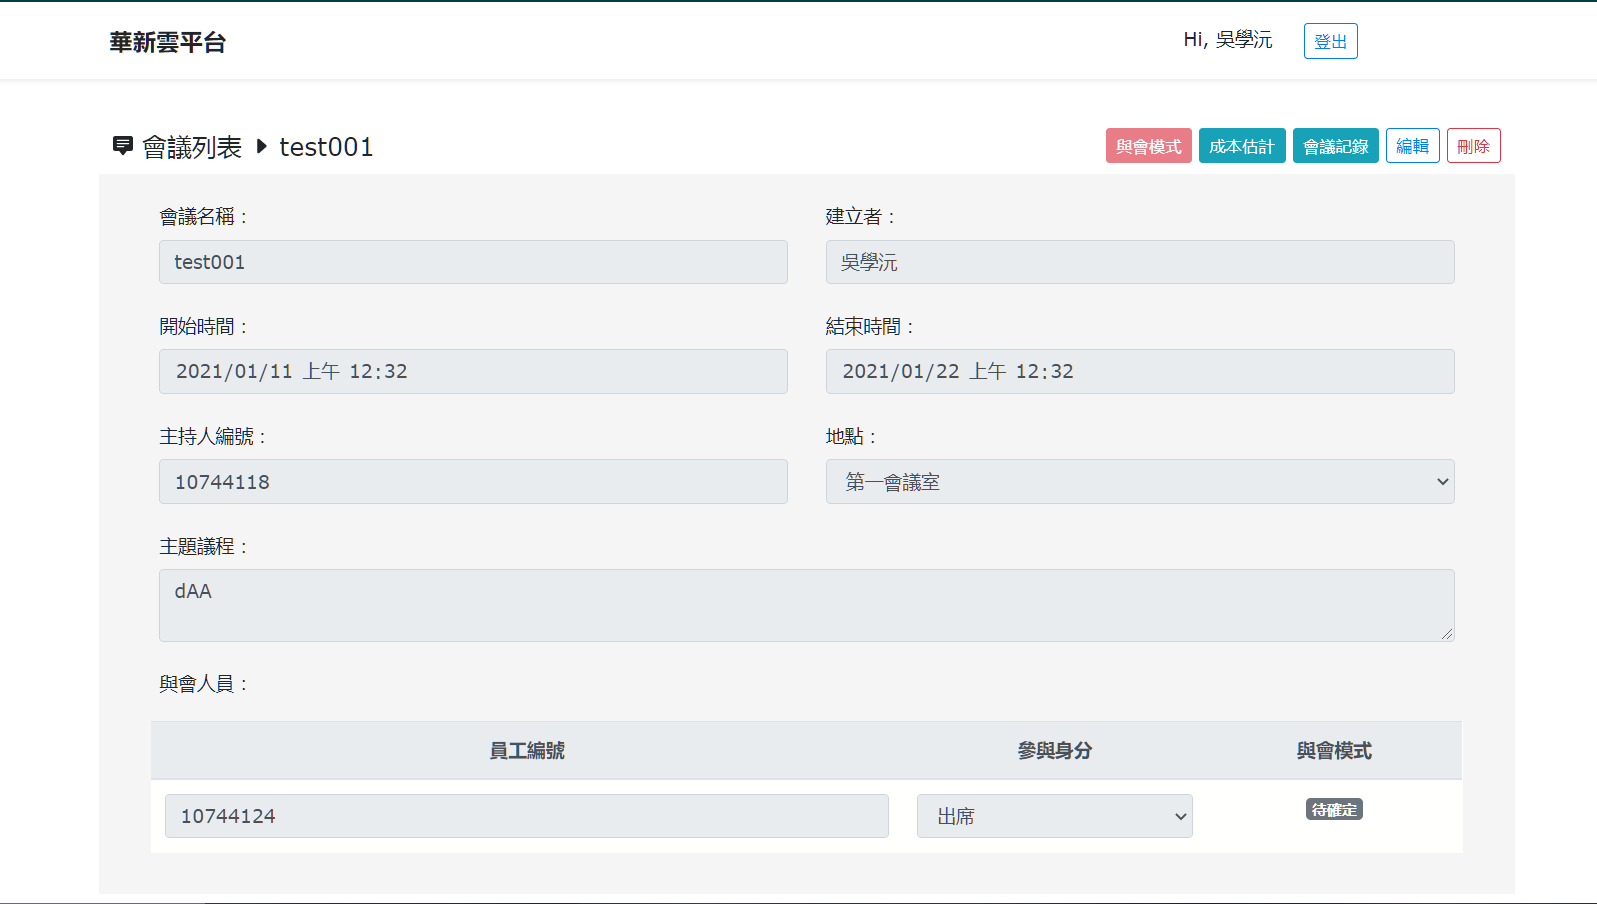 華新雲平台
Hi, 吳學沅
登出
會議列表 test001
與會模式 成本估計 會議記錄 編輯 刪除
會議名稱：
建立者：
test001
吳學沅
開始時間：
結束時間：
2021/01/11 上午 12:32
2021/01/22 上午 12:32
主持人編號：
地點：
10744118
第一會議室
主題議程：
dAA
與會人員：
員工編號 參與身分 與會模式
10744124 出席 待確定